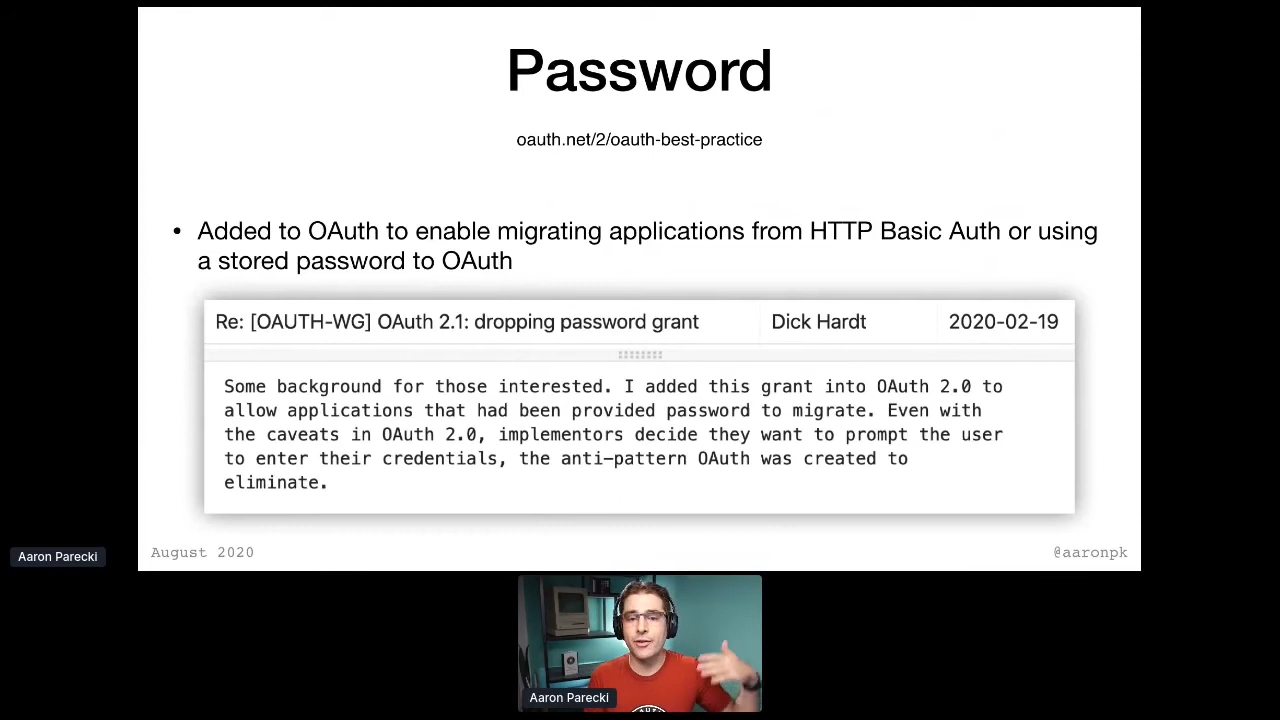 Password
oauth.net/2/oauth-best-practice
• Added to OAuth to enable migrating applications from HTTP Basic Auth or using
a stored password to OAuth
Re: [OAUTH-WG] OAuth 2.1: dropping password grant Dick Hardt 2020-02-19
Some background for those interested. I added this grant into OAuth 2.0 to
allow applications that had been provided password to migrate. Even with
the caveats in OAuth 2.0, implementors decide they want to prompt the user
to enter their credentials, the anti-pattern OAuth was created to
eliminate.
August 2020 @aaronpk
Aaron Parecki
Aaron Parecki